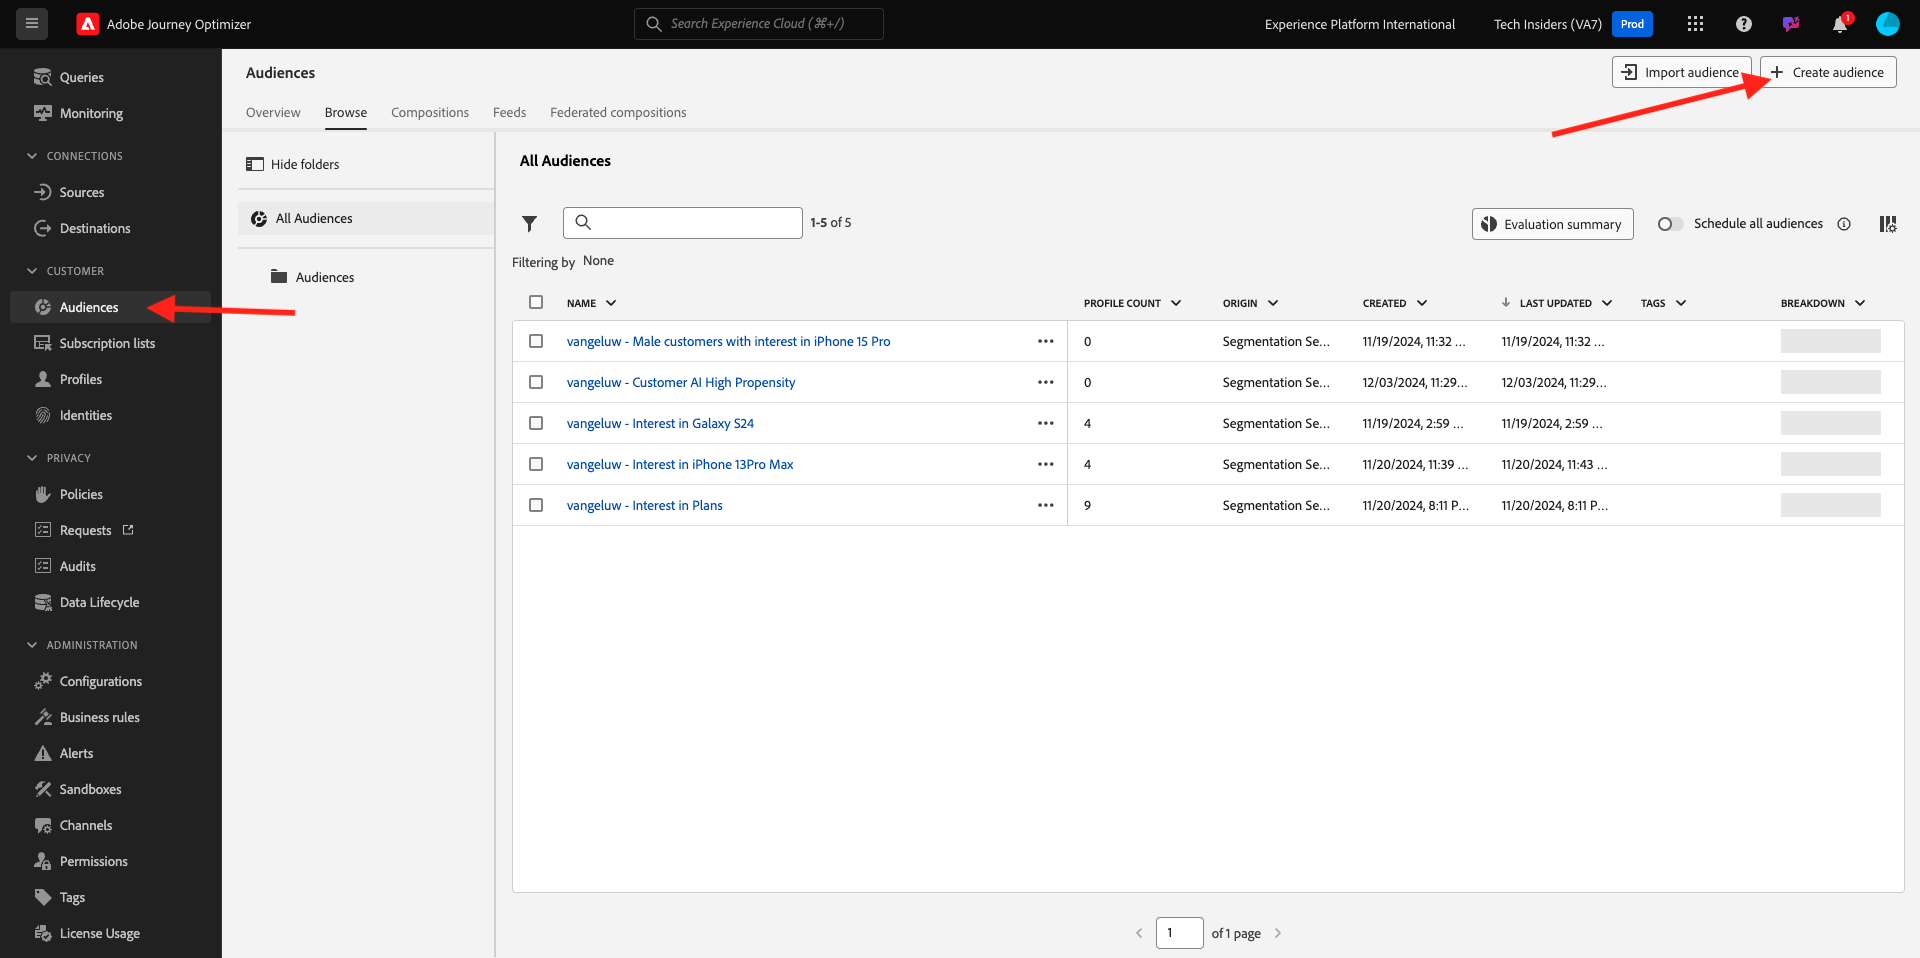 Adobe Journey Optimizer
Search Experience Cloud (⌘+/)
Experience Platform International
Tech Insiders (VA7)
Prod
1
Queries
Monitoring
CONNECTIONS
Sources
Destinations
CUSTOMER
Audiences
Subscription lists
Profiles
Identities
PRIVACY
Policies
Requests
Audits
Data Lifecycle
ADMINISTRATION
Configurations
Business rules
Alerts
Sandboxes
Channels
Permissions
Tags
License Usage
Audiences
Import audience
Create audience
Overview Browse Compositions Feeds Federated compositions
Hide folders
All Audiences
Audiences
All Audiences
1-5 of 5
Evaluation summary
Schedule all audiences
Filtering by None
NAME PROFILE COUNT ORIGIN CREATED LAST UPDATED TAGS BREAKDOWN
vangeluw - Male customers with interest in iPhone 15 Pro 0 Segmentation Se... 11/19/2024, 11:32 ... 11/19/2024, 11:32 ...
vangeluw - Customer AI High Propensity 0 Segmentation Se... 12/03/2024, 11:29... 12/03/2024, 11:29...
vangeluw - Interest in Galaxy S24 4 Segmentation Se... 11/19/2024, 2:59 ... 11/19/2024, 2:59 ...
vangeluw - Interest in iPhone 13Pro Max 4 Segmentation Se... 11/20/2024, 11:39 ... 11/20/2024, 11:43 ...
vangeluw - Interest in Plans 9 Segmentation Se... 11/20/2024, 8:11 P... 11/20/2024, 8:11 P...
1 of 1 page